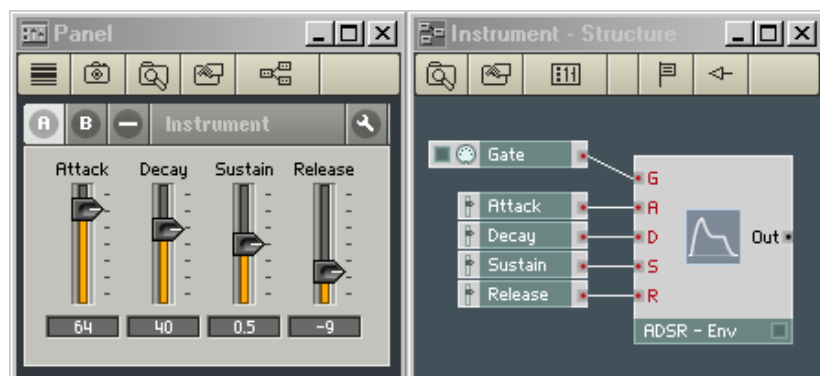 Panel
A B Instrument
Attack Decay Sustain Release
64 40 0.5 -9
Instrument - Structure
Gate
Attack
Decay
Sustain
Release
G
A
D
S
R
Out
ADSR - Env